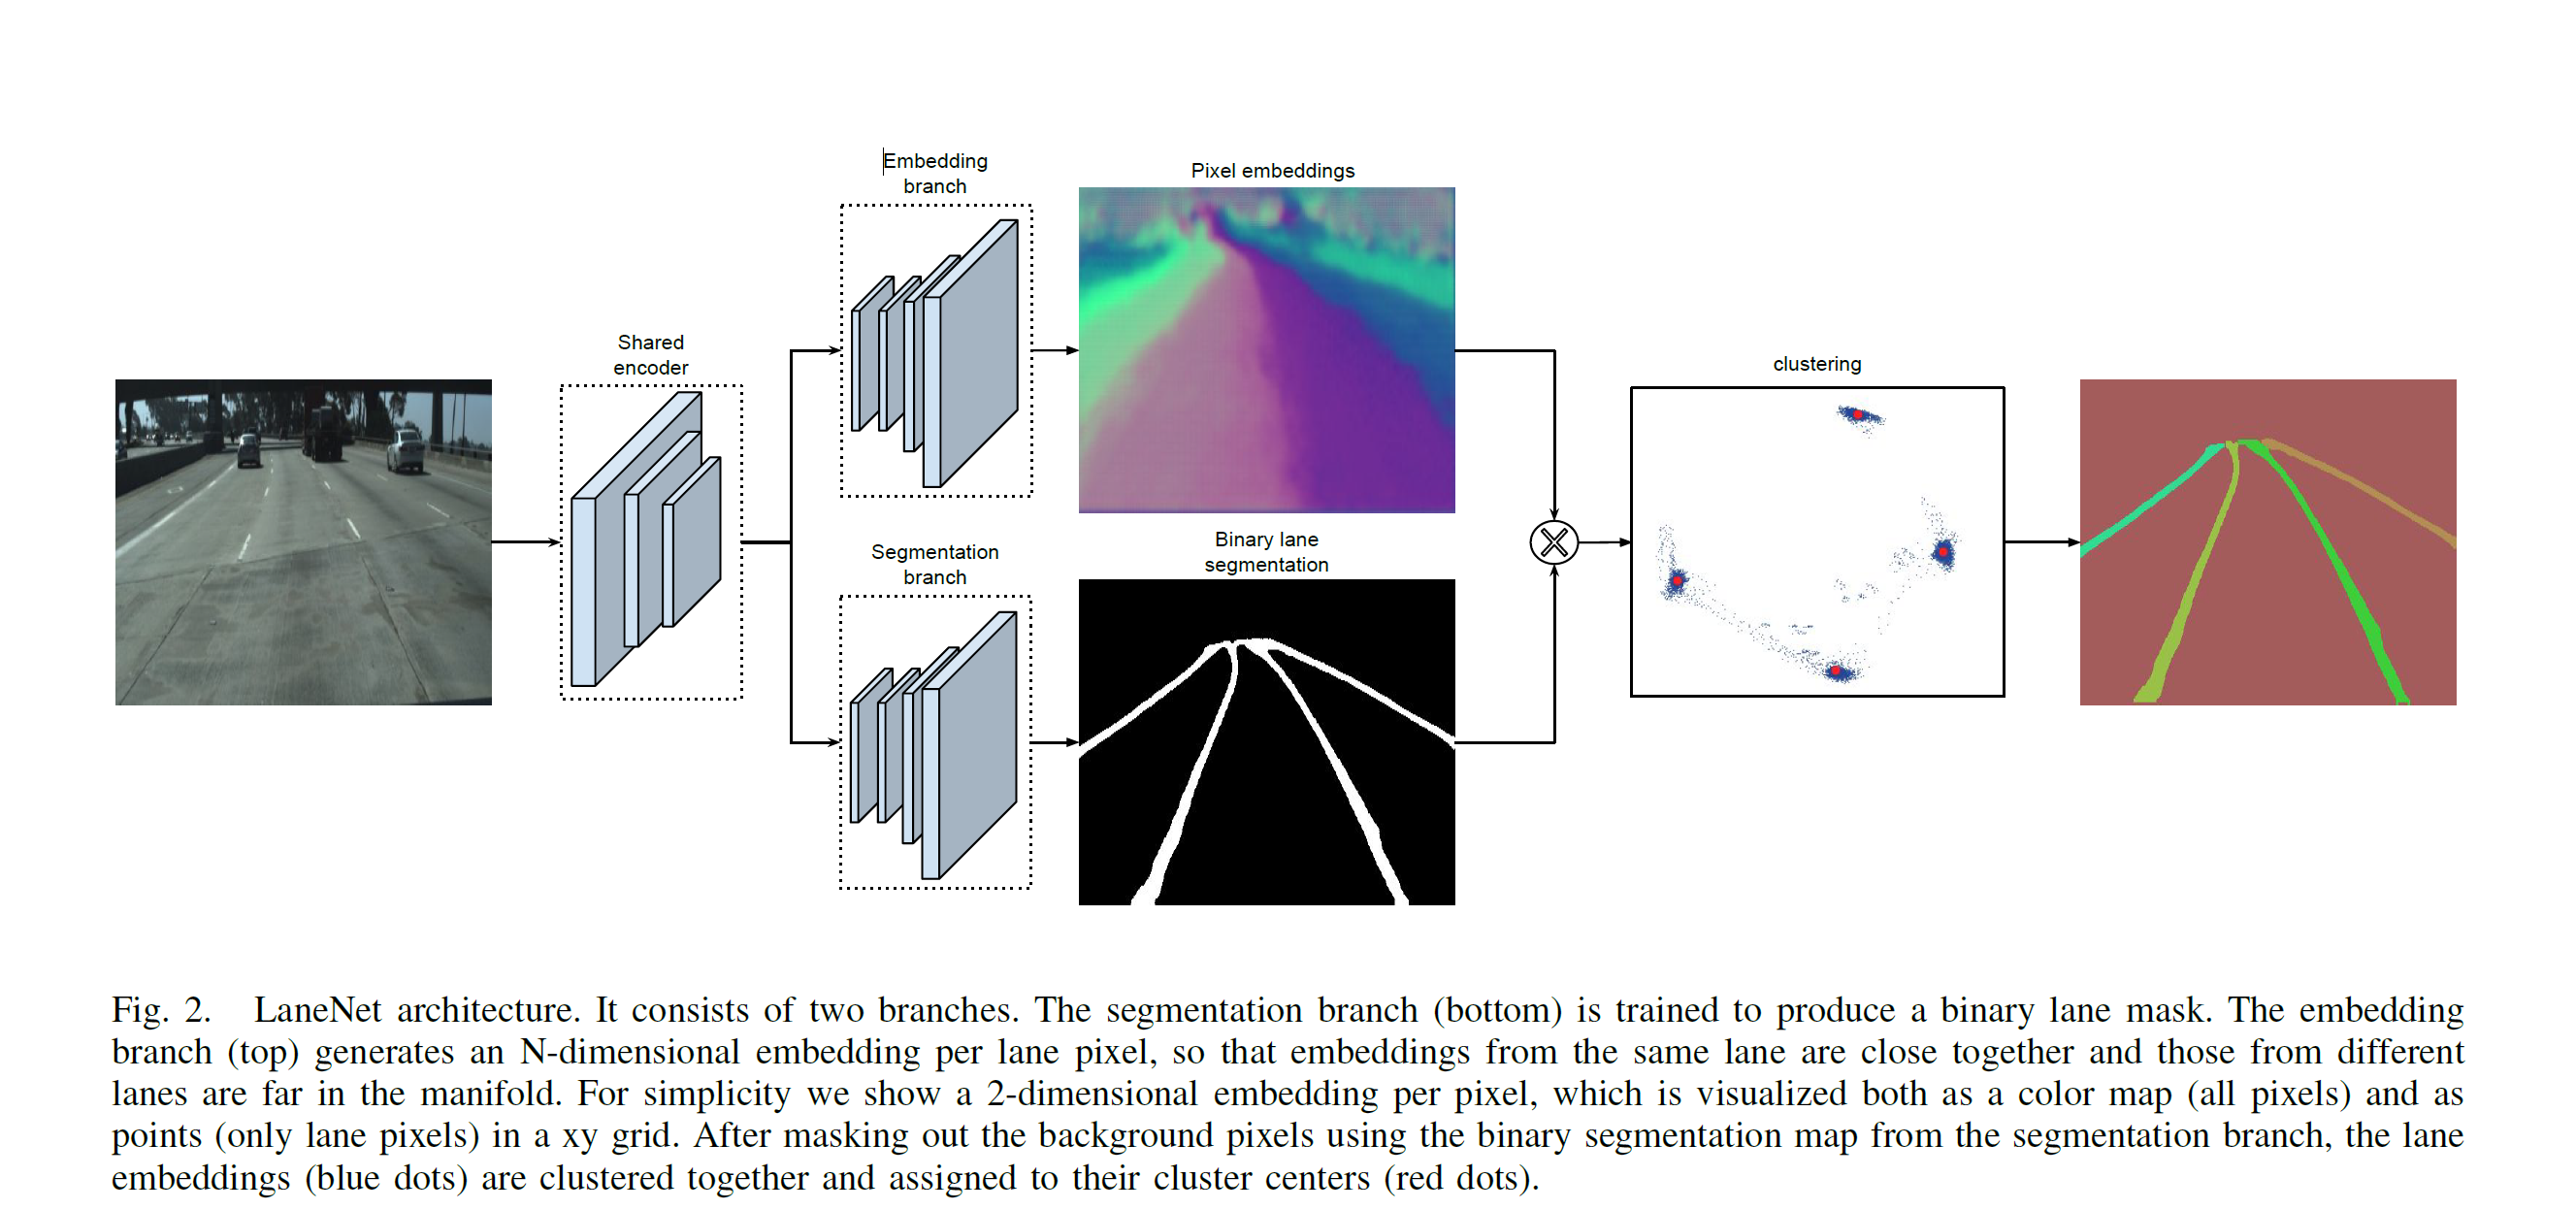 Embedding
branch
Pixel embeddings
Shared
encoder
clustering
Segmentation
branch
Binary lane
segmentation
Fig. 2. LaneNet architecture. It consists of two branches. The segmentation branch (bottom) is trained to produce a binary lane mask. The embedding
branch (top) generates an N-dimensional embedding per lane pixel, so that embeddings from the same lane are close together and those from different
lanes are far in the manifold. For simplicity we show a 2-dimensional embedding per pixel, which is visualized both as a color map (all pixels) and as
points (only lane pixels) in a xy grid. After masking out the background pixels using the binary segmentation map from the segmentation branch, the lane
embeddings (blue dots) are clustered together and assigned to their cluster centers (red dots).